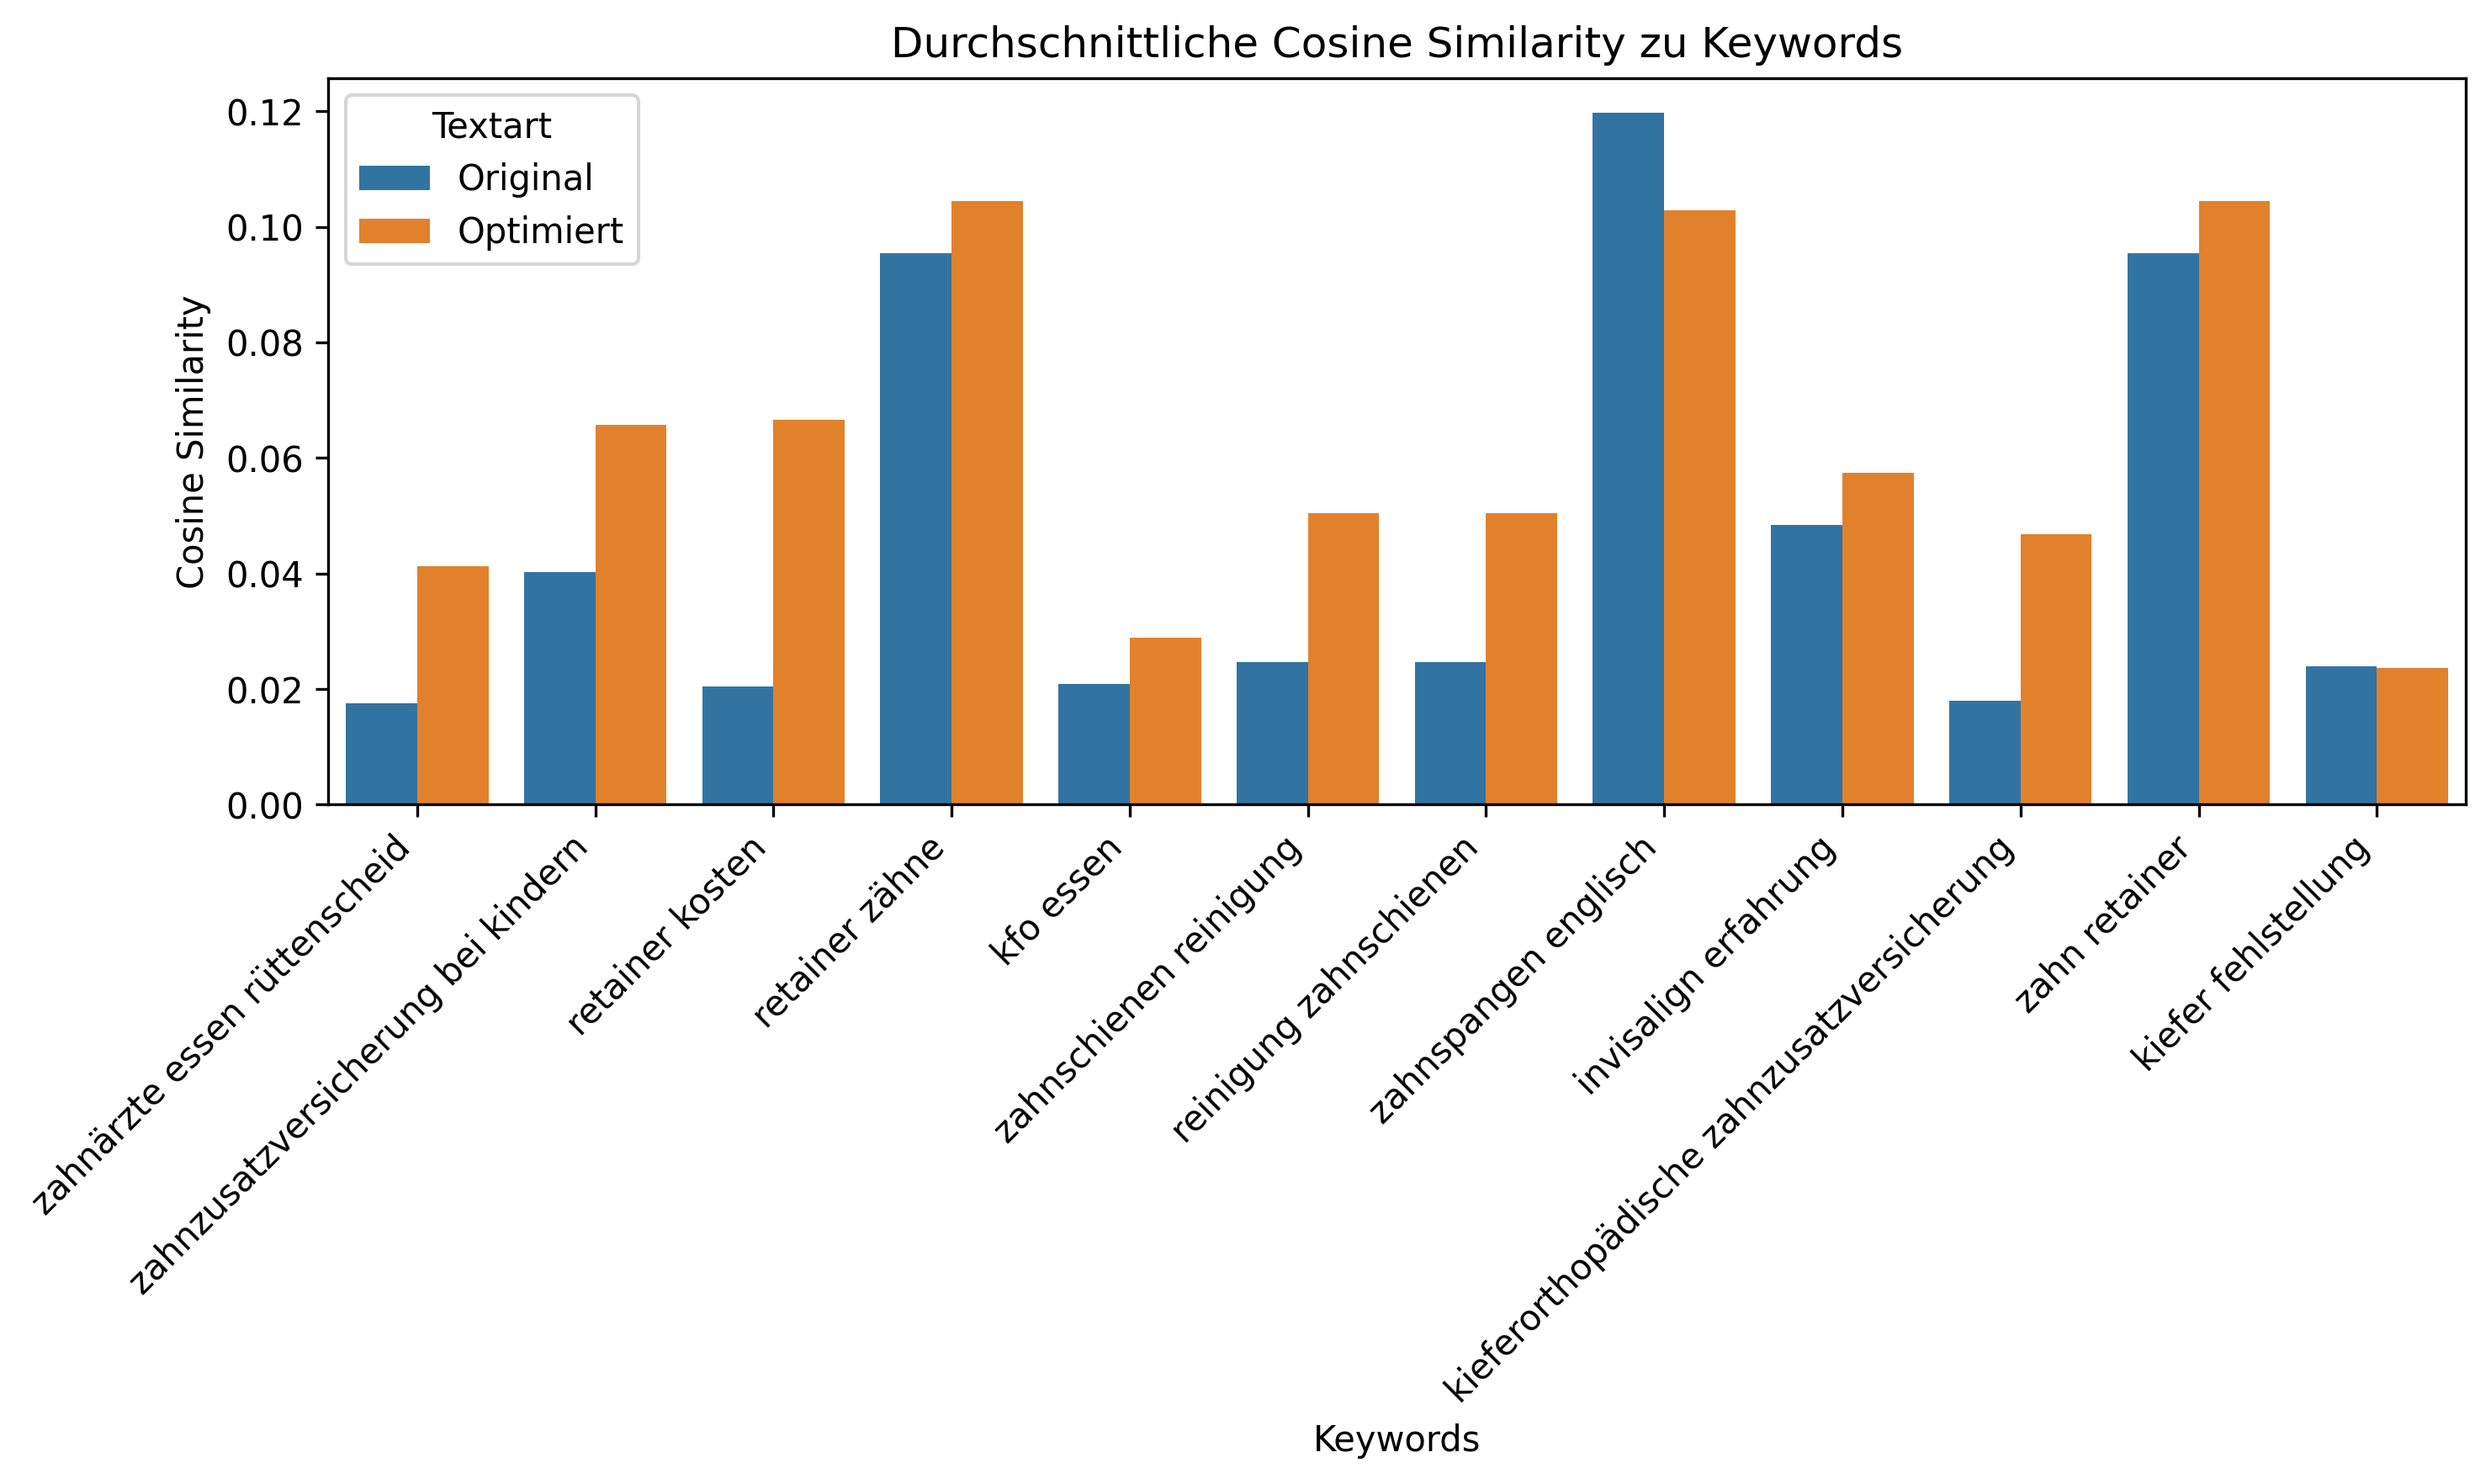 Durchschnittliche Cosine Similarity zu Keywords
Textart
Original
Optimiert
Cosine Similarity
0.12
0.10
0.08
0.06
0.04
0.02
0.00
zahnärzte essen rüttenscheid
zahnzusatzversicherung bei kindern
retainer kosten
retainer zähne
kfo essen
zahnschienen reinigung
reinigung zahnschienen
zahnspangen englisch
invisalign erfahrung
kieferorthopädische zahnzusatzversicherung
zahn retainer
kiefer fehlstellung
Keywords